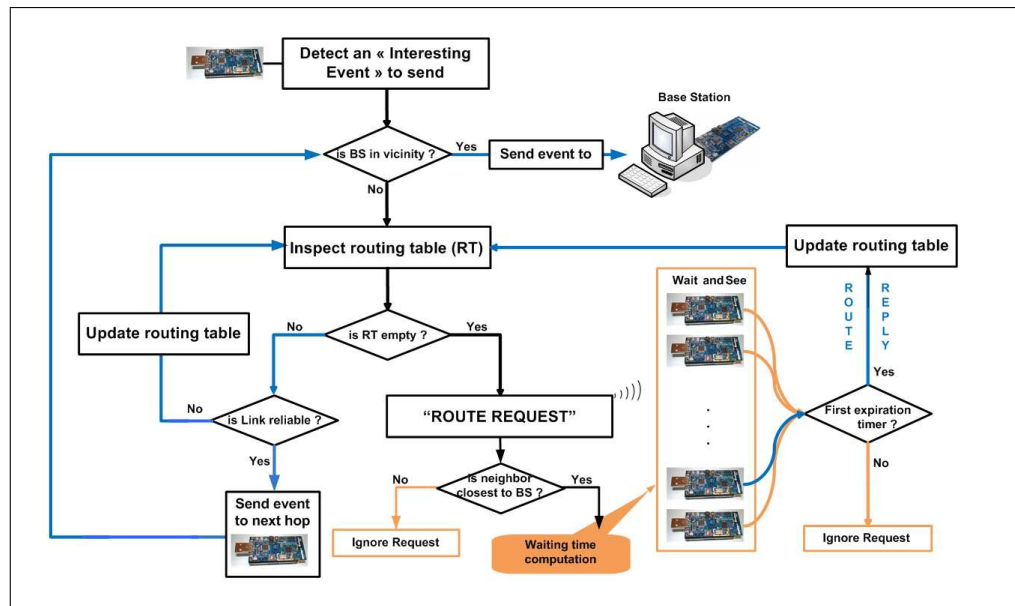 Detect an « Interesting
Event » to send
Base Station
is BS in vicinity ?
Yes
Send event to
No
Inspect routing table (RT)
Update routing table
Wait and See
ROUTE
REPLY
Update routing table
No
is RT empty ?
Yes
Yes
No
is Link reliable ?
"ROUTE REQUEST"
First expiration
timer ?
Yes
No
Is neighbor
closest to BS ?
Yes
No
Send event
to next hop
Ignore Request
Waiting time
computation
Ignore Request